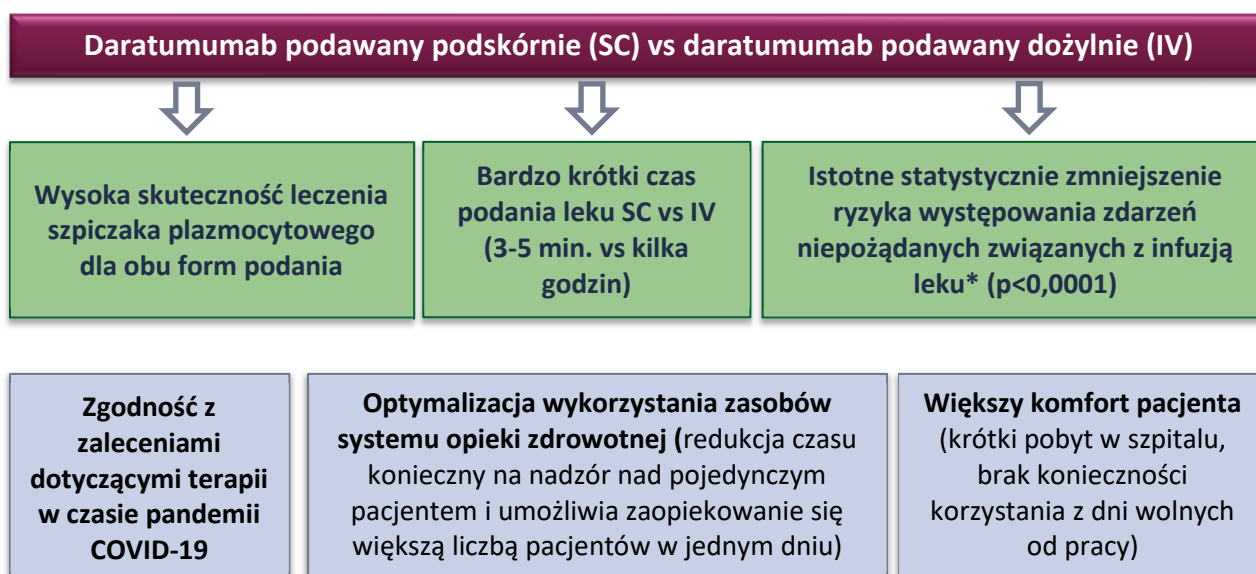 Daratumumab podawany podskórnie (SC) vs daratumumab podawany dożylnie (IV)
Wysoka skuteczność leczenia
szpiczaka plazmocytowego
dla obu form podania
Bardzo krótki czas
podania leku SC vs IV
(3-5 min. vs kilka
godzin)
Istotne statystycznie zmniejszenie
ryzyka występowania zdarzeń
niepożądanych związanych z infuzją
leku* (p<0,0001)
Zgodność z
zaleceniami
dotyczącymi terapii
w czasie pandemii
COVID-19
Optymalizacja wykorzystania zasobów
systemu opieki zdrowotnej (redukcja czasu
konieczny na nadzór nad pojedynczym
pacjentem i umożliwia zaopiekowanie się
większą liczbą pacjentów w jednym dniu)
Większy komfort pacjenta
(krótki pobyt w szpitalu,
brak konieczności
korzystania z dni wolnych
od pracy)